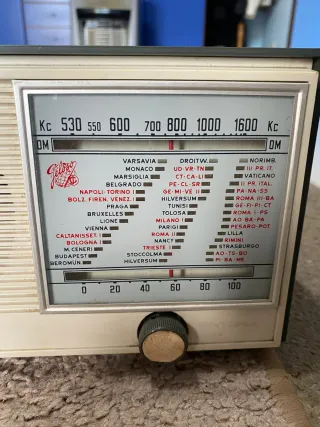 Kc 530 550 600 700 800 1000 1600 Kc
OM OM
VARSAVIA DROITW. NORIMB.
MONACO UD-VR-TN III PR. IT.
MARSIGLIA CT-CA-LI VATICANO
BELGRADO PE-CL-SR II PR. ITAL.
NAPOLI-TORINO I GE-MI-VE II PA-NA-SS
BOLZ. FIREN. VENEZ. I HILVERSUM ROMA III-BA
PRAGA TUNISI GE-FI-PI-CT
BRUXELLES TOLOSA ROMA I-PS
LIONE MILANO I AO-BA-PA
VIENNA PARIGI PESARO-POT.
CALTANISSET. I ROMA II LILLA
BOLOGNA I NANCY RIMINI
M. CENERI TRIESTE I STRASBURGO
BUDAPEST STOCCOLMA AO-TS-BO
BEROMÜN. HILVERSUM PI-BA-ME
0 20 40 60 80 100